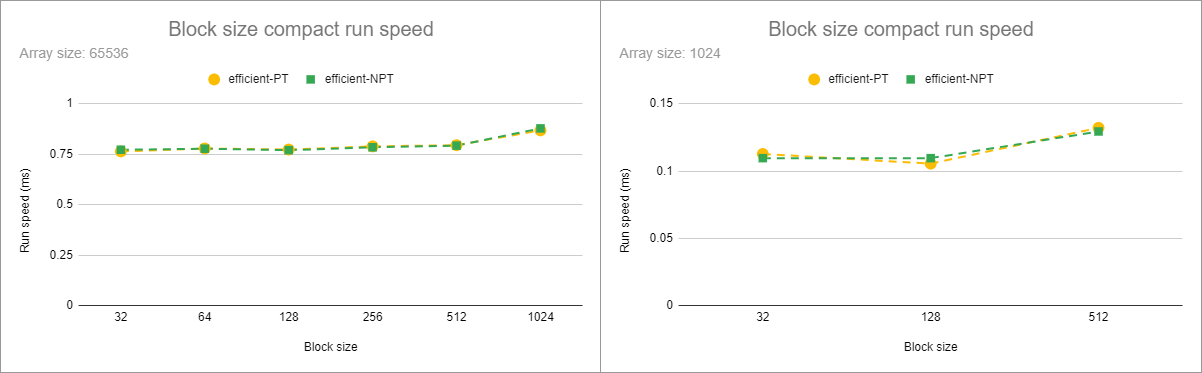 Block size compact run speed
Array size: 65536
efficient-PT efficient-NPT
1
0.75
0.5
0.25
0
Run speed (ms)
32 64 128 256 512 1024
Block size
Block size compact run speed
Array size: 1024
efficient-PT efficient-NPT
0.15
0.1
0.05
0
Run speed (ms)
32 128 512
Block size